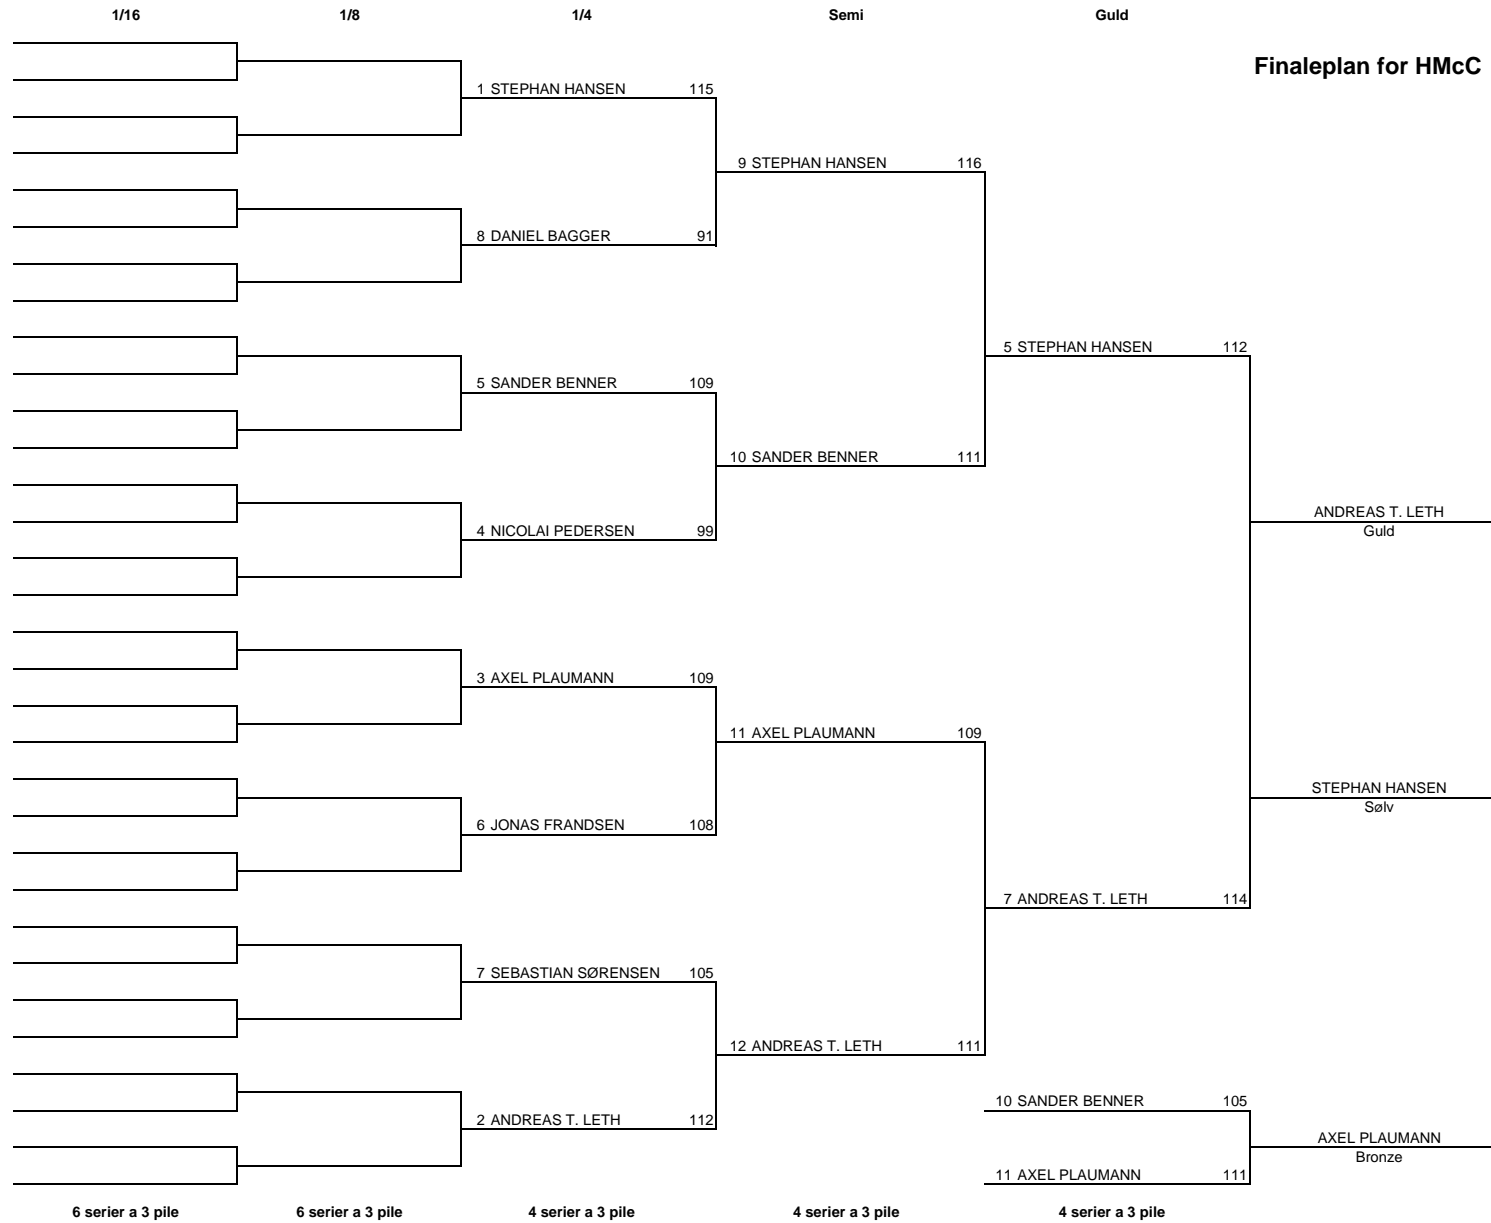 1/16 1/8 1/4 Semi Guld
Finaleplan for HMcC
1 STEPHAN HANSEN 115
9 STEPHAN HANSEN 116
8 DANIEL BAGGER 91
5 STEPHAN HANSEN 112
5 SANDER BENNER 109
10 SANDER BENNER 111
ANDREAS T. LETH
Guld
4 NICOLAI PEDERSEN 99
3 AXEL PLAUMANN 109
11 AXEL PLAUMANN 109
STEPHAN HANSEN
Sølv
6 JONAS FRANDSEN 108
7 ANDREAS T. LETH 114
7 SEBASTIAN SØRENSEN 105
12 ANDREAS T. LETH 111
10 SANDER BENNER 105
2 ANDREAS T. LETH 112
AXEL PLAUMANN
Bronze
11 AXEL PLAUMANN 111
6 serier a 3 pile 6 serier a 3 pile 4 serier a 3 pile 4 serier a 3 pile 4 serier a 3 pile